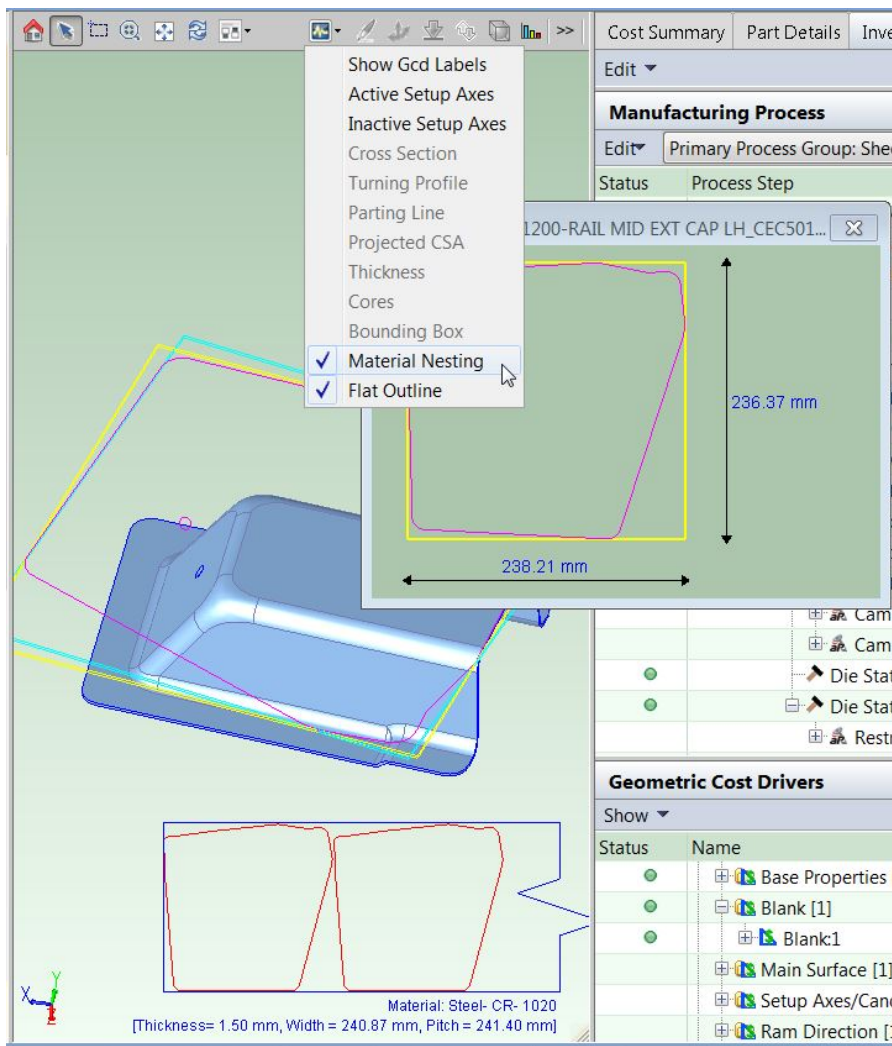 >>
Cost Summary
Part Details
Inve
Edit
Manufacturing Process
Edit
Primary Process Group: Shee
Status
Process Step
Show Gcd Labels
Active Setup Axes
Inactive Setup Axes
Cross Section
Turning Profile
Parting Line
Projected CSA
Thickness
Cores
Bounding Box
Material Nesting
Flat Outline
1200-RAIL MID EXT CAP LH_CEC501...
236.37 mm
238.21 mm
Cam
Cam
Die Stat
Die Stat
Restr
Geometric Cost Drivers
Show
Status
Name
Base Properties
Blank [1]
Blank:1
Main Surface [1]
Setup Axes/Cand
Ram Direction [1
Y
X
Z
Material: Steel- CR- 1020
[Thickness= 1.50 mm, Width = 240.87 mm, Pitch = 241.40 mm]